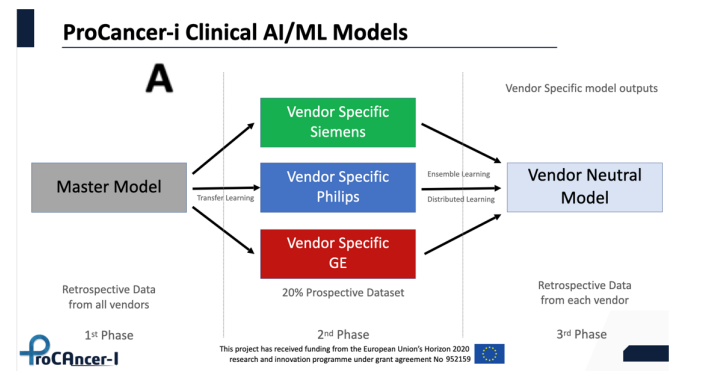 ProCancer-i Clinical AI/ML Models
A
Vendor Specific model outputs
Vendor Specific
Siemens
Master Model
Transfer Learning
Vendor Specific
Philips
Ensemble Learning
Distributed Learning
Vendor Neutral
Model
Vendor Specific
GE
20% Prospective Dataset
Retrospective Data
from all vendors
Retrospective Data
from each vendor
1st Phase
2nd Phase
3rd Phase
ProCAncer-I
This project has received funding from the European Union's Horizon 2020
research and innovation programme under grant agreement No 952159